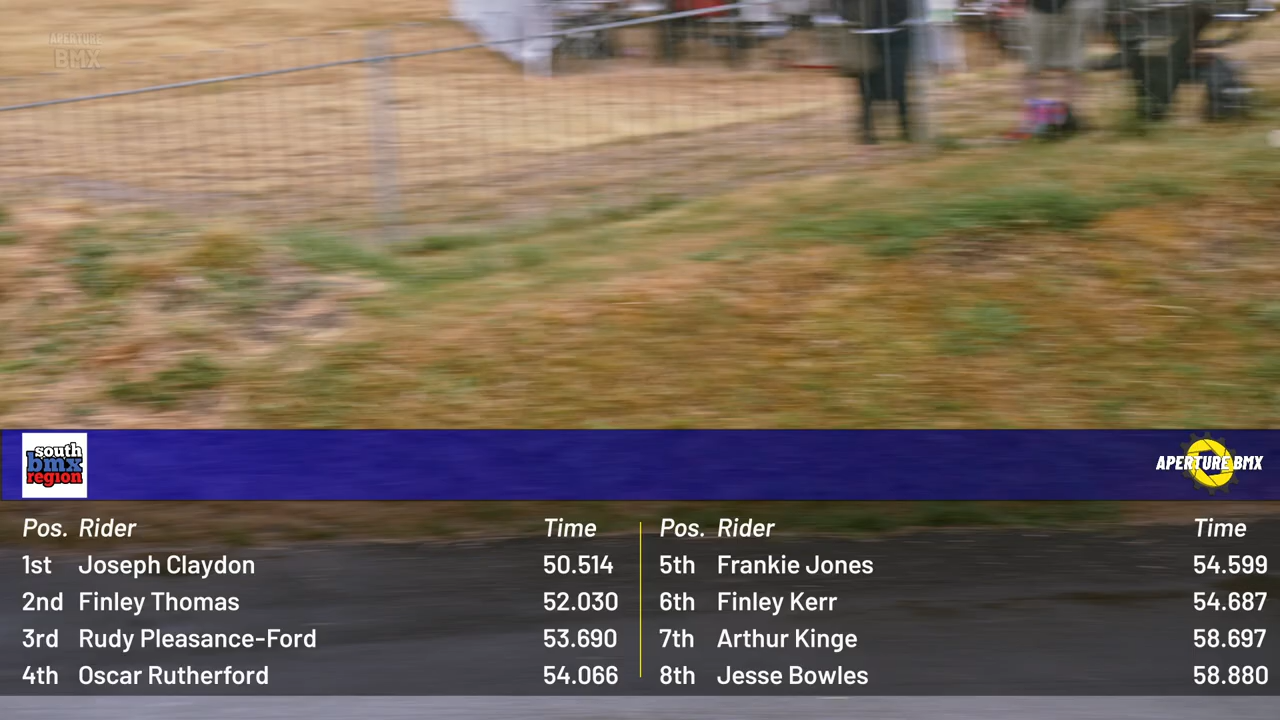 APERTURE
BMX
south
bmx
region
APERTURE BMX
Pos. Rider Time
1st Joseph Claydon 50.514
2nd Finley Thomas 52.030
3rd Rudy Pleasance-Ford 53.690
4th Oscar Rutherford 54.066
Pos. Rider Time
5th Frankie Jones 54.599
6th Finley Kerr 54.687
7th Arthur Kinge 58.697
8th Jesse Bowles 58.880